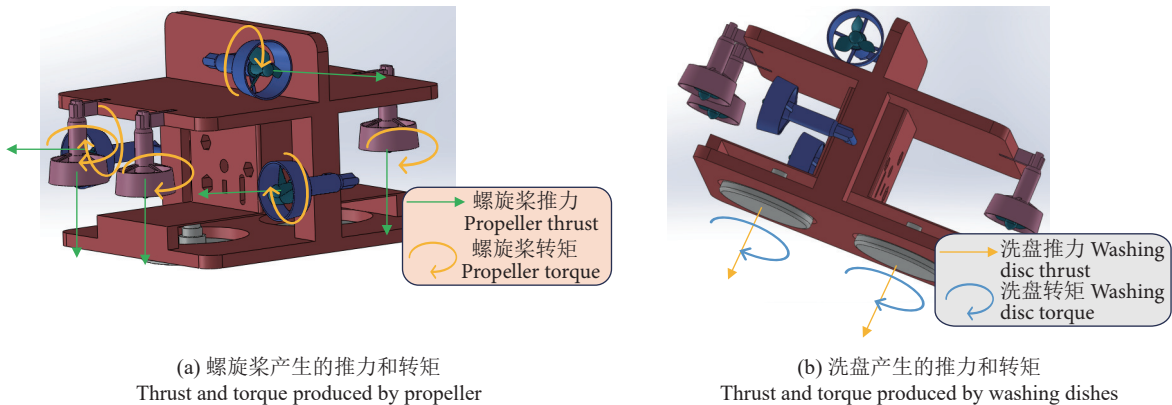 螺旋桨推力
Propeller thrust
螺旋桨转矩
Propeller torque
洗盘推力 Washing
disc thrust
洗盘转矩 Washing
disc torque
(a) 螺旋桨产生的推力和转矩
Thrust and torque produced by propeller
(b) 洗盘产生的推力和转矩
Thrust and torque produced by washing dishes